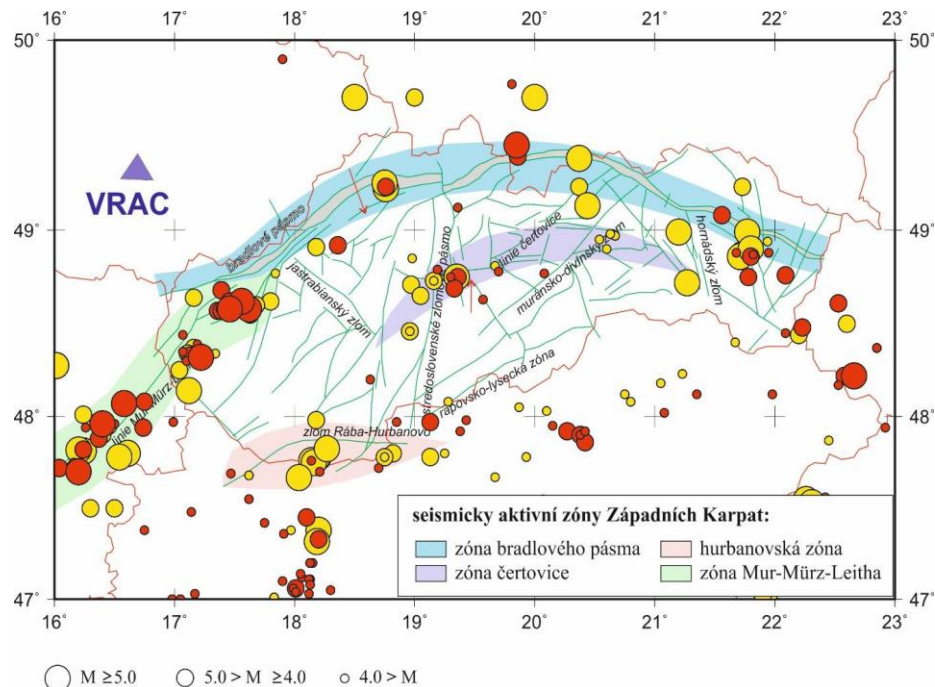 16° 17° 18° 19° 20° 21° 22° 23°
50° 50°
49° 49°
48° 48°
47° 47°
16° 17° 18° 19° 20° 21° 22° 23°
VRAC
bradlové pásmo
jastrabianský zlom
středoslovenské zlomové pásmo
linie čertovice
muránsko-divínský zlom
hornádský zlom
rapovsko-lysecká zóna
zlom Rába-Hurbanovo
linie Mur-Mürz
seismicky aktivní zóny Západních Karpat:
zóna bradlového pásma
hurbanovská zóna
zóna čertovice
zóna Mur-Mürz-Leitha
M ≥5.0
5.0 > M ≥4.0
4.0 > M